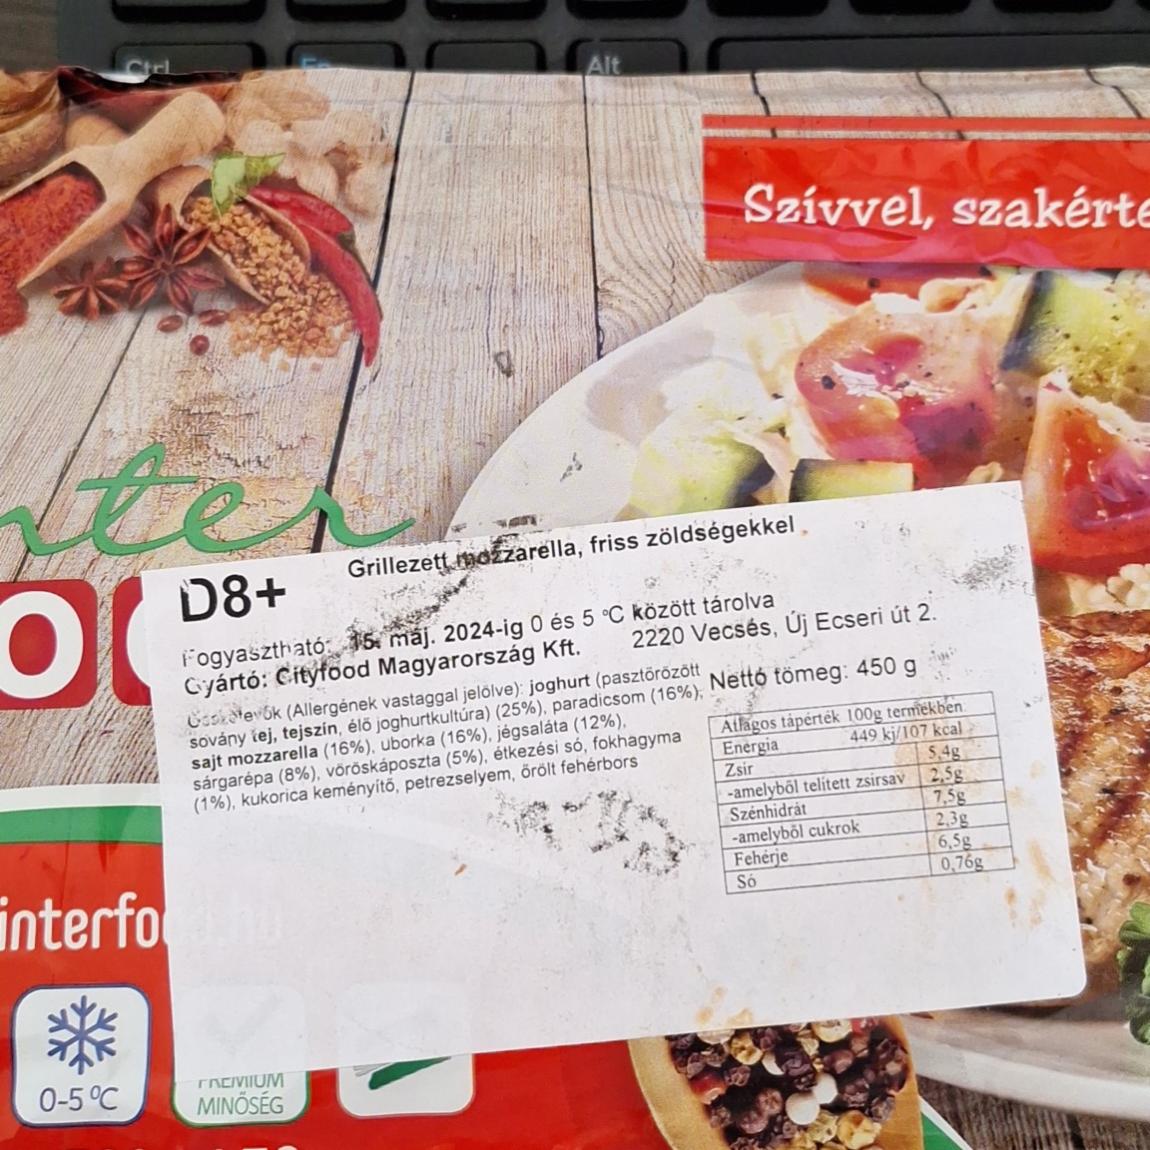 Ctrl
Fn
Alt
Szívvel, szakérte
nter
D8+
Grillezett mozzarella, friss zöldségekkel
Fogyasztható: 15. máj. 2024-ig 0 és 5 °C között tárolva
Gyártó: Cityfood Magyarország Kft. 2220 Vecsés, Új Ecseri út 2.
Összetevők (Allergének vastaggal jelölve): joghurt (pasztörözött
sovány tej, tejszín, élő joghurtkultúra) (25%), paradicsom (16%),
sajt mozzarella (16%), uborka (16%), jégsaláta (12%),
sárgarépa (8%), vöröskáposzta (5%), étkezési só, fokhagyma
(1%), kukorica keményítő, petrezselyem, őrölt fehérbors
Nettó tömeg: 450 g
Átlagos tápérték 100g termékben
Energia 449 kj/107 kcal
Zsír 5,4g
-amelyből telített zsírsav 2,5g
Szénhidrát 7,5g
-amelyből cukrok 2,3g
Fehérje 6,5g
Só 0,76g
interfood.hu
0-5 °C
PRÉMIUM
MINŐSÉG